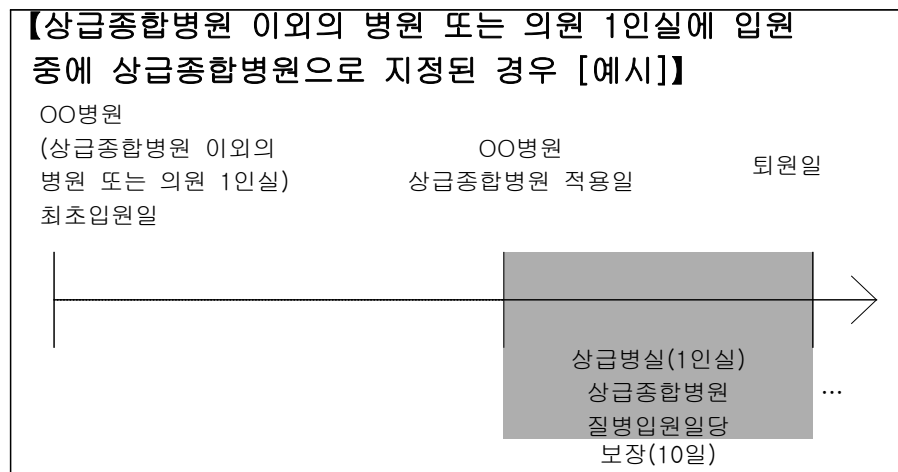 【상급종합병원 이외의 병원 또는 의원 1인실에 입원
중에 상급종합병원으로 지정된 경우 [예시]】
OO병원
(상급종합병원 이외의
병원 또는 의원 1인실)
최초입원일
OO병원
상급종합병원 적용일
퇴원일
상급병실(1인실)
상급종합병원
질병입원일당
보장(10일)
…